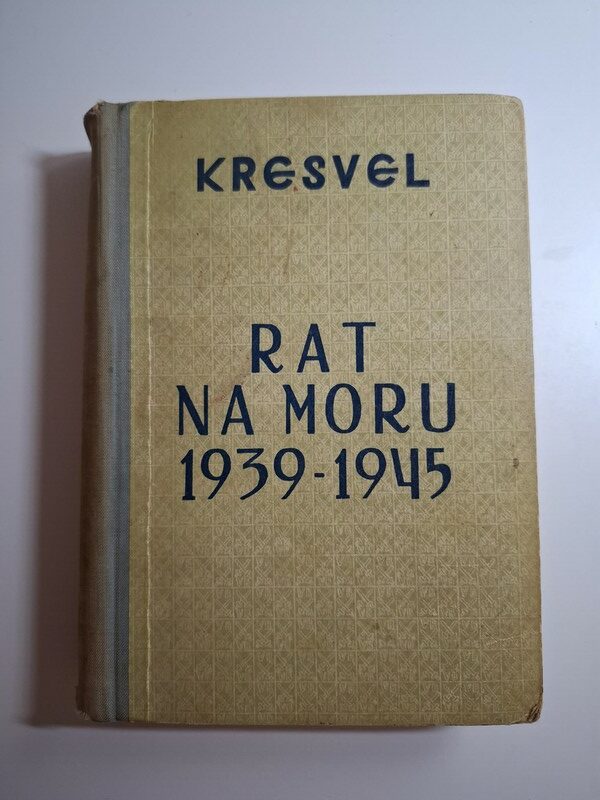 KRESVEL
RAT
NA MORU
1939-1945